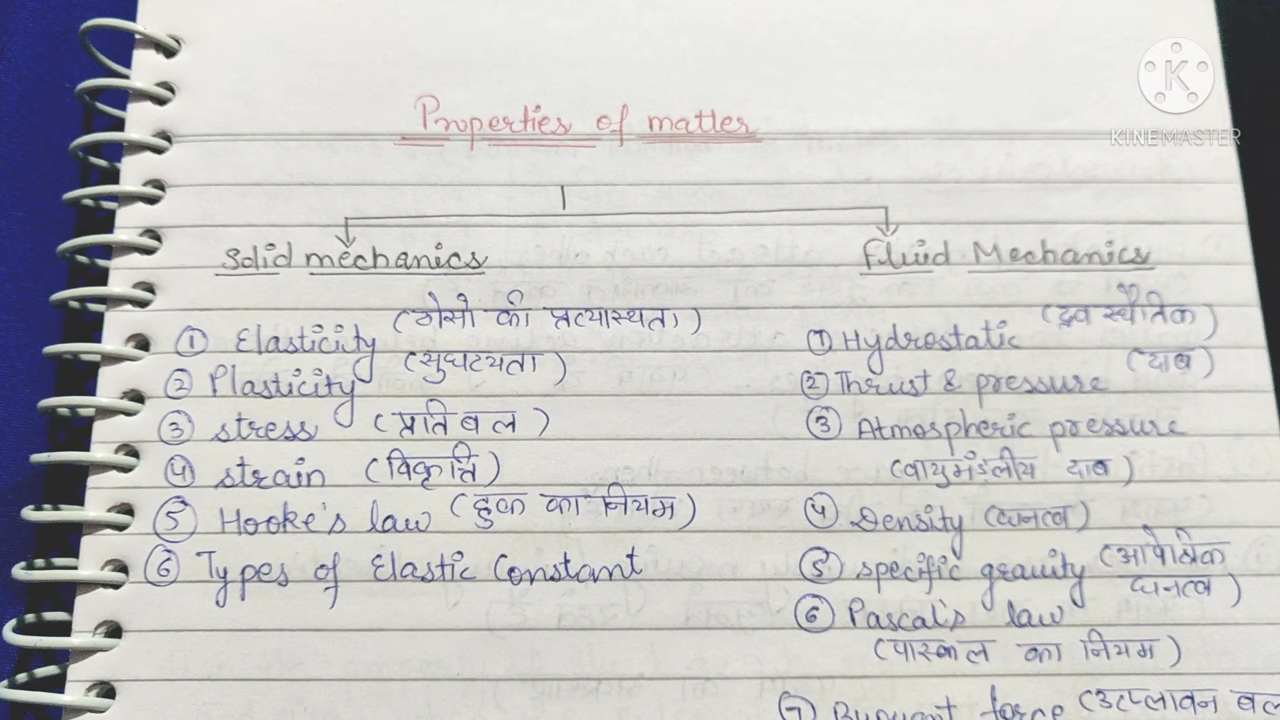 Properties of matter
Solid mechanics
① Elasticity (ठोसो की प्रत्यास्थता)
② Plasticity (सुघटयता)
③ stress (प्रतिबल)
④ strain (विकृति)
⑤ Hooke's law (हुक का नियम)
⑥ Types of Elastic Constant
Fluid Mechanics
① Hydrostatic (द्रव स्थैतिक)
② Thrust & pressure (दाब)
③ Atmospheric pressure
(वायुमंडलीय दाब)
④ Density (घनत्व)
⑤ specific gravity (आपेक्षिक
घनत्व)
⑥ Pascal's law
(पास्कल का नियम)
⑦ Buoyant force (उत्प्लावन बल
K
KINEMASTER